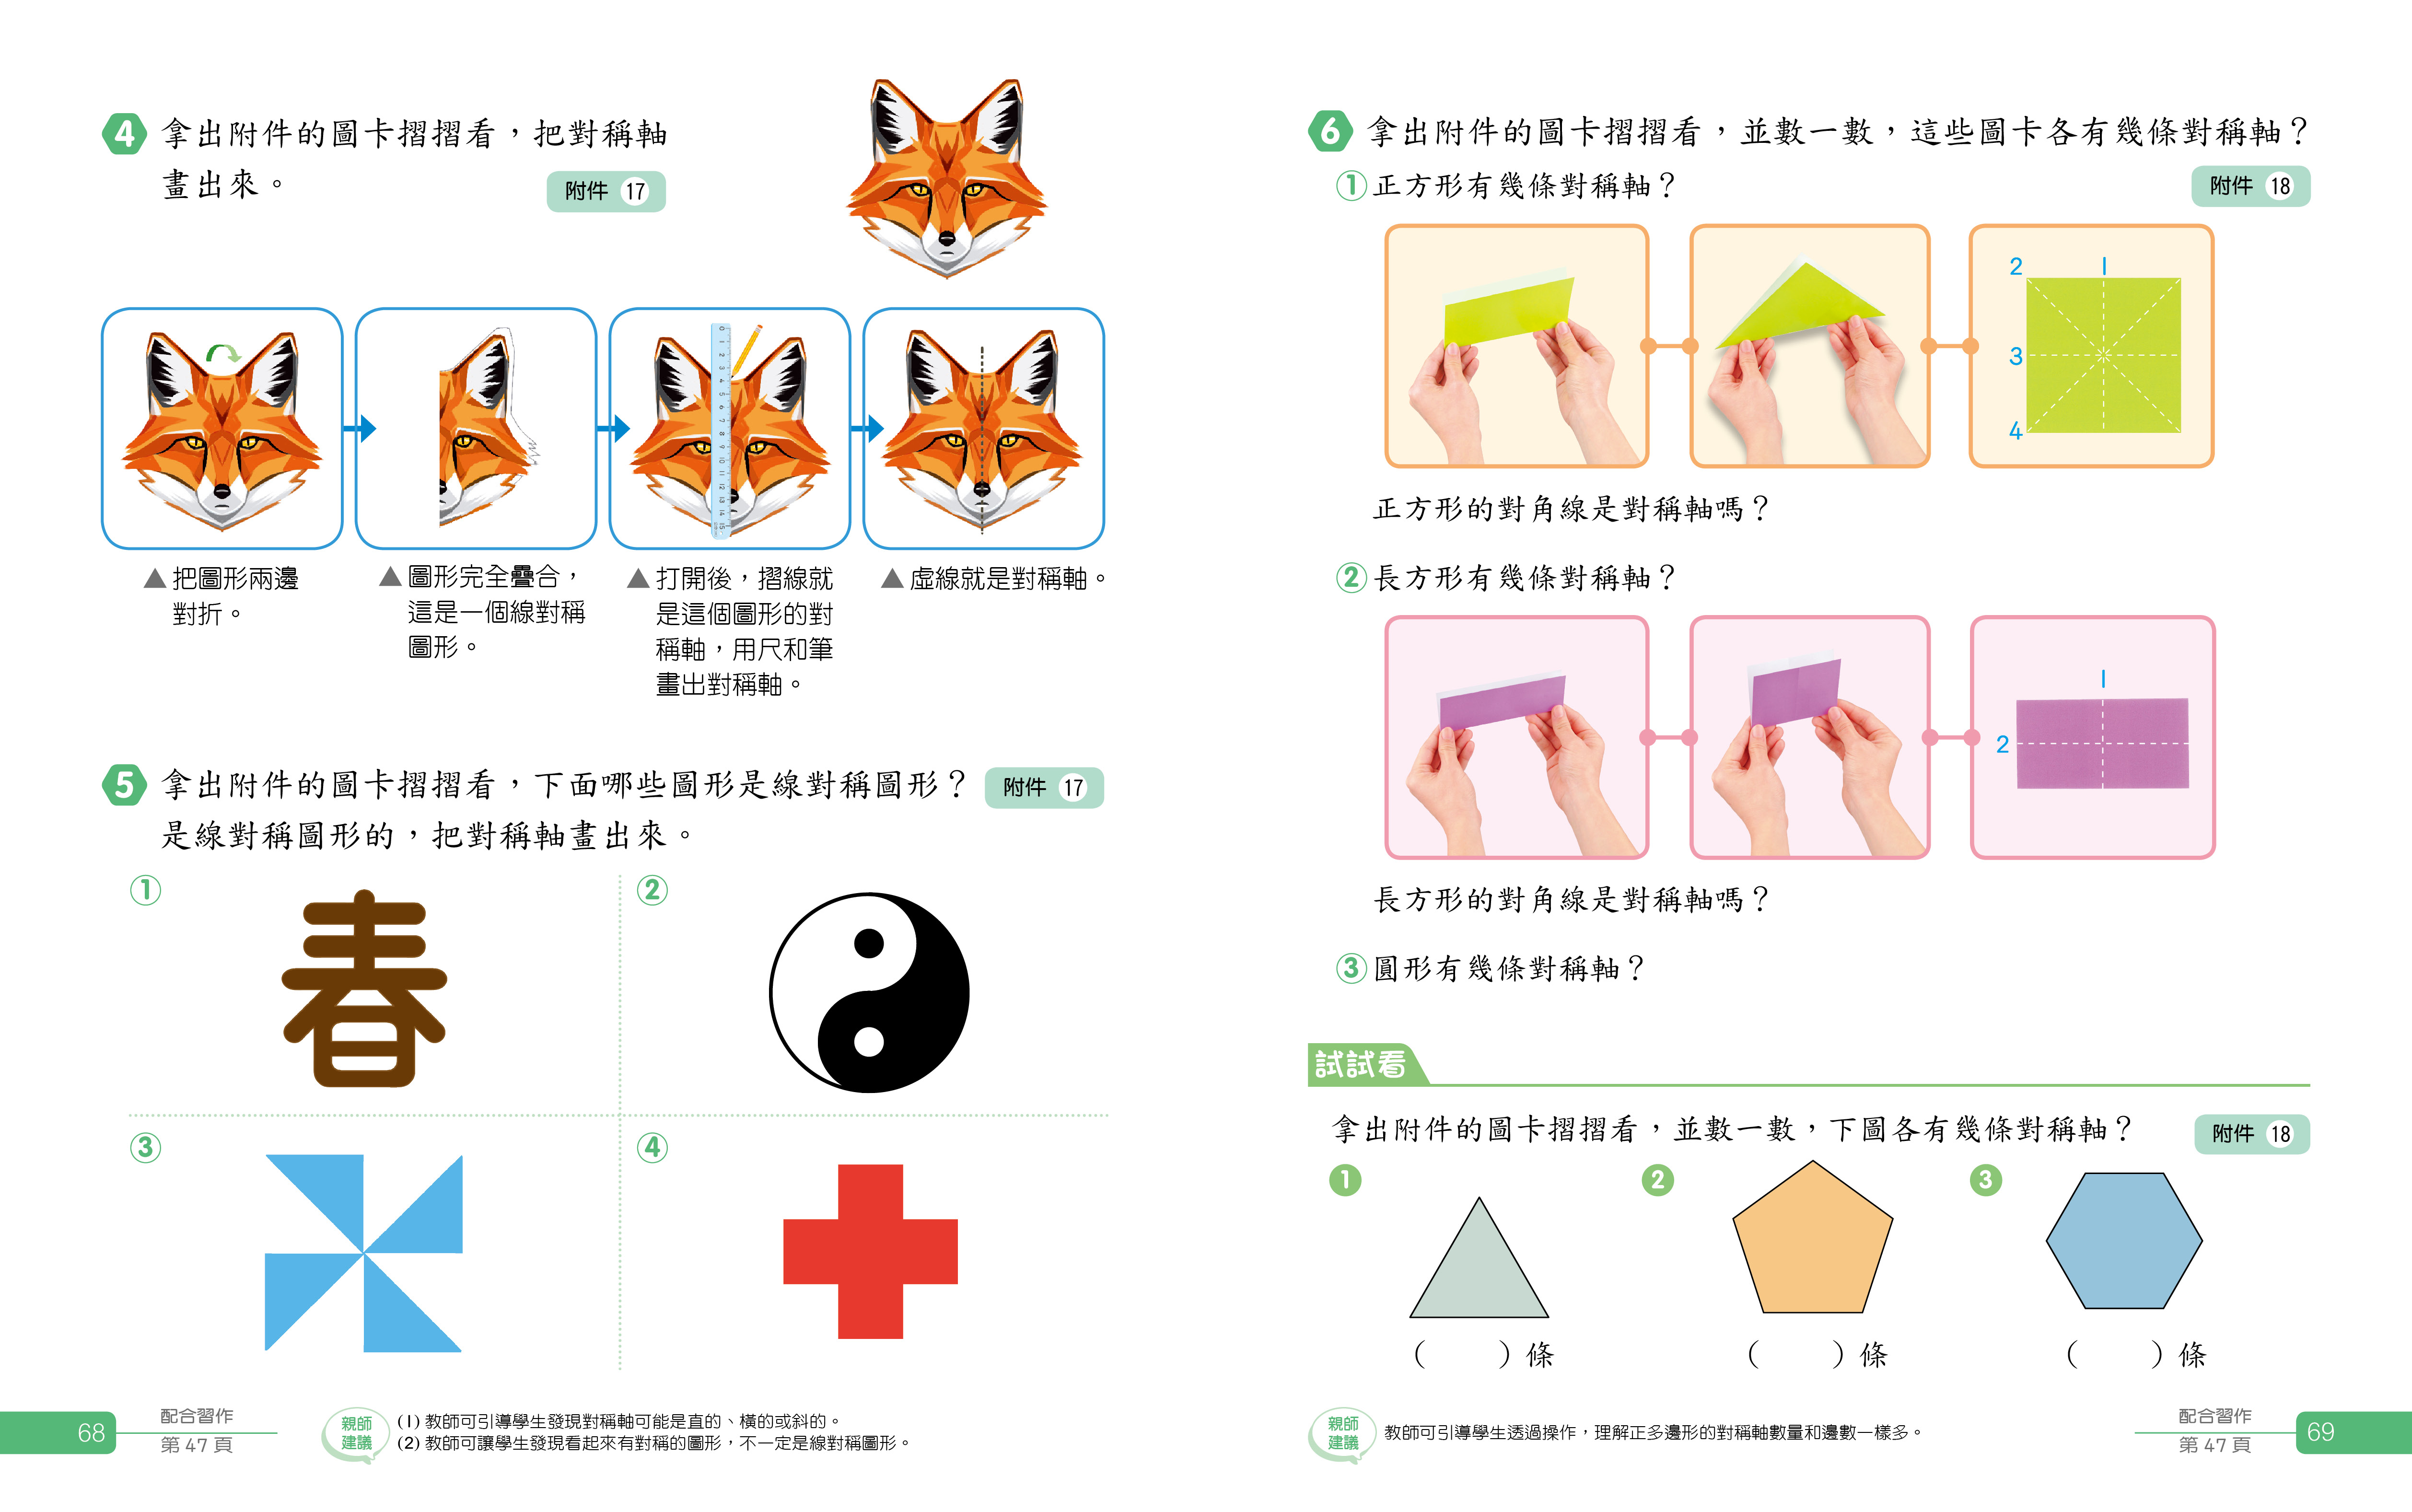 4 拿出附件的圖卡摺摺看，把對稱軸
畫出來。
附件 17
▲把圖形兩邊
對折。
▲圖形完全疊合，
這是一個線對稱
圖形。
▲打開後，摺線就
是這個圖形的對
稱軸，用尺和筆
畫出對稱軸。
▲虛線就是對稱軸。
5 拿出附件的圖卡摺摺看，下面哪些圖形是線對稱圖形？
附件 17
是線對稱圖形的，把對稱軸畫出來。
①
春
②
③
④
68
配合習作
第 47 頁
親師
建議
(1) 教師可引導學生發現對稱軸可能是直的、橫的或斜的。
(2) 教師可讓學生發現看起來有對稱的圖形，不一定是線對稱圖形。
6 拿出附件的圖卡摺摺看，並數一數，這些圖卡各有幾條對稱軸？
①正方形有幾條對稱軸？
附件 18
2 1
3
4
正方形的對角線是對稱軸嗎？
②長方形有幾條對稱軸？
1
2
長方形的對角線是對稱軸嗎？
③圓形有幾條對稱軸？
試試看
拿出附件的圖卡摺摺看，並數一數，下圖各有幾條對稱軸？
附件 18
1
2
3
（　　）條
（　　）條
（　　）條
親師
建議
教師可引導學生透過操作，理解正多邊形的對稱軸數量和邊數一樣多。
配合習作
第 47 頁
69